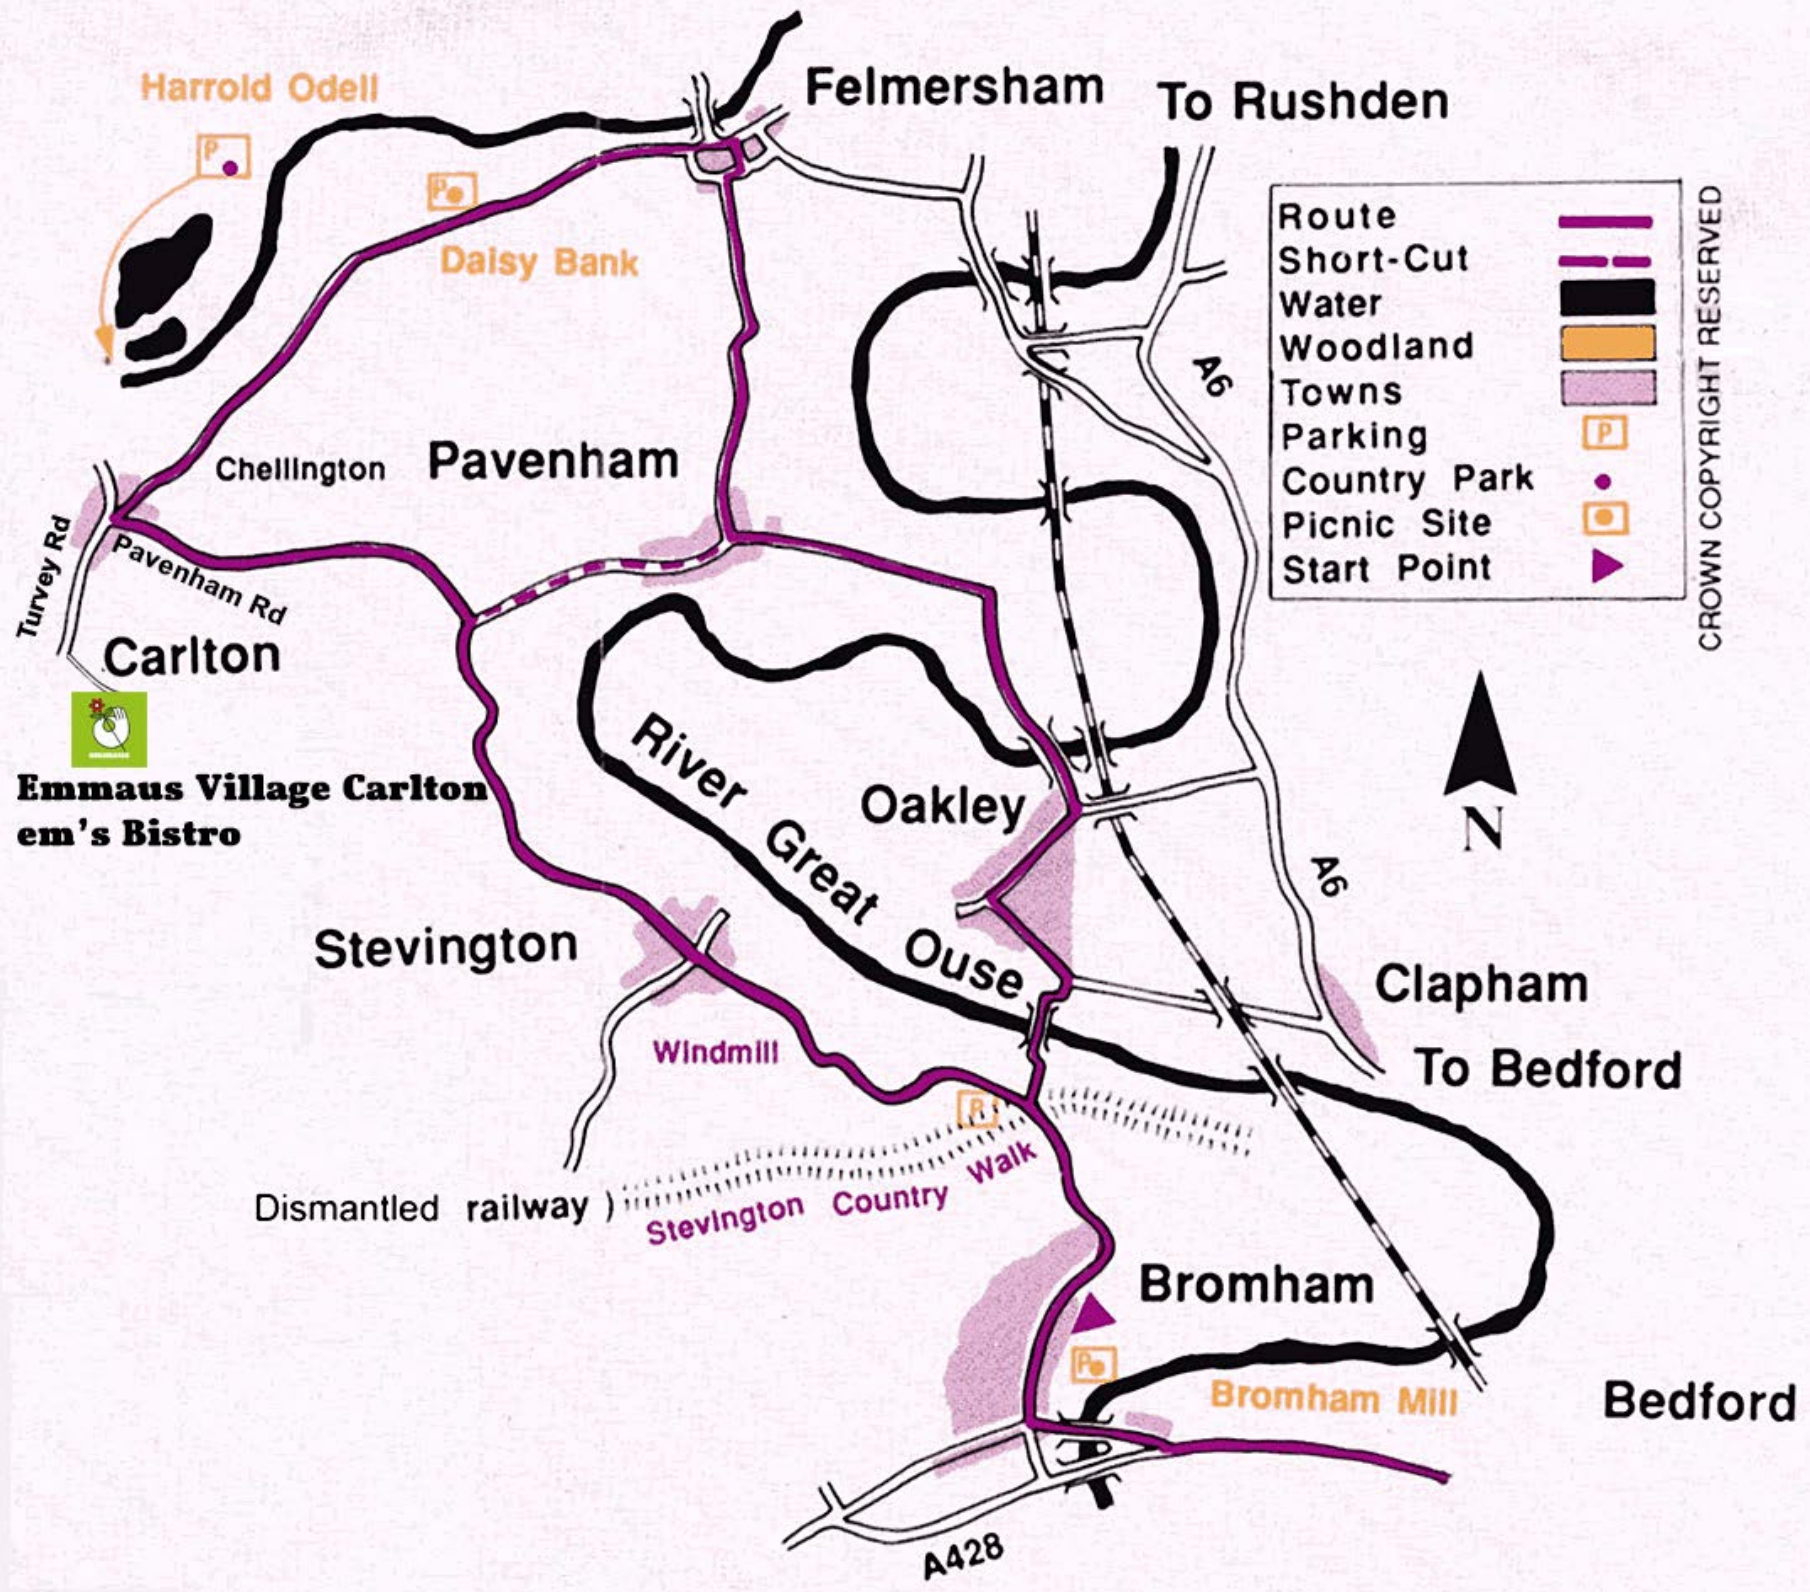 Harrold Odell
P
Felmersham
To Rushden
P
Daisy Bank
Route
Short-Cut
Water
Woodland
Towns
Parking
P
Country Park
Picnic Site
Start Point
CROWN COPYRIGHT RESERVED
A6
Chellington
Pavenham
Turvey Rd
Pavenham Rd
Carlton
Emmaus Village Carlton
em's Bistro
River Great Ouse
Oakley
N
A6
Stevington
Clapham
Windmill
To Bedford
P
Dismantled railway
Stevington Country Walk
Bromham
P
Bromham Mill
Bedford
A428